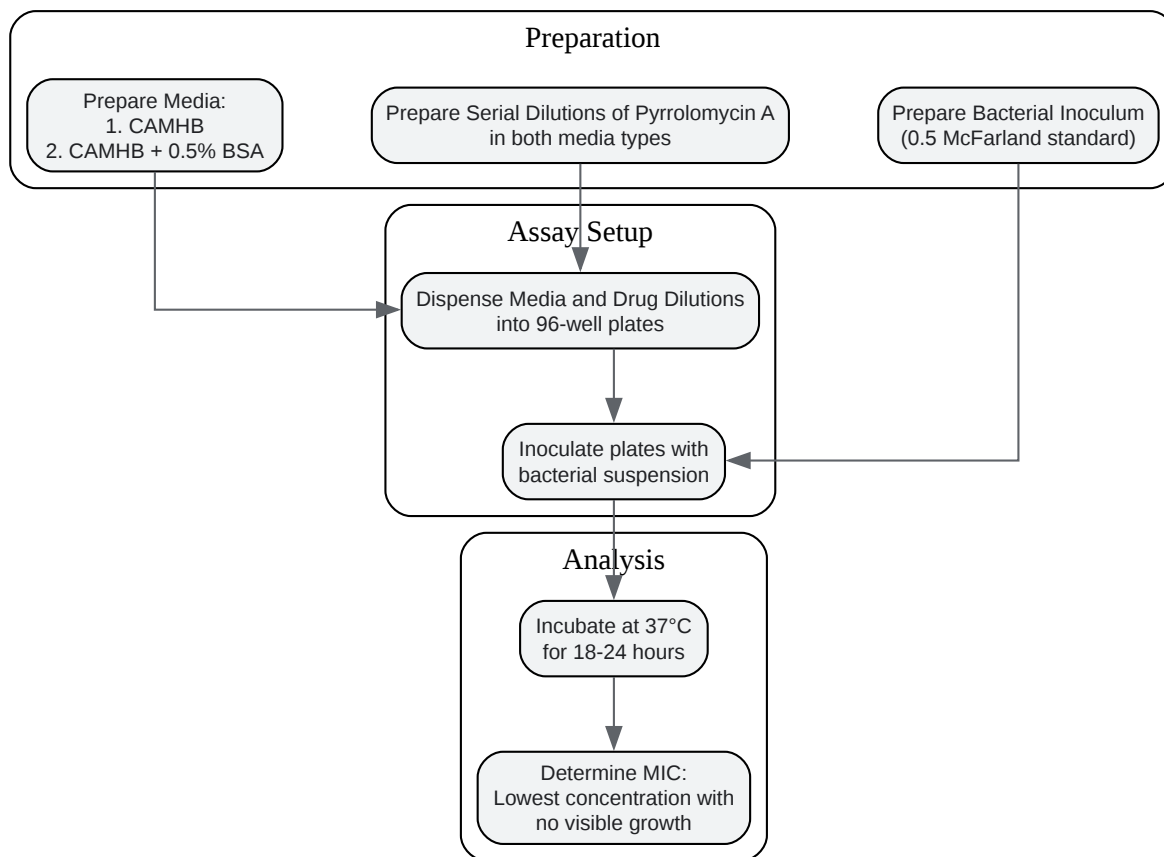 Preparation
Prepare Media:
1. CAMHB
2. CAMHB + 0.5% BSA
Prepare Serial Dilutions of Pyrrolomycin A
in both media types
Prepare Bacterial Inoculum
(0.5 McFarland standard)
Assay Setup
Dispense Media and Drug Dilutions
into 96-well plates
Inoculate plates with
bacterial suspension
Analysis
Incubate at 37°C
for 18-24 hours
Determine MIC:
Lowest concentration with
no visible growth